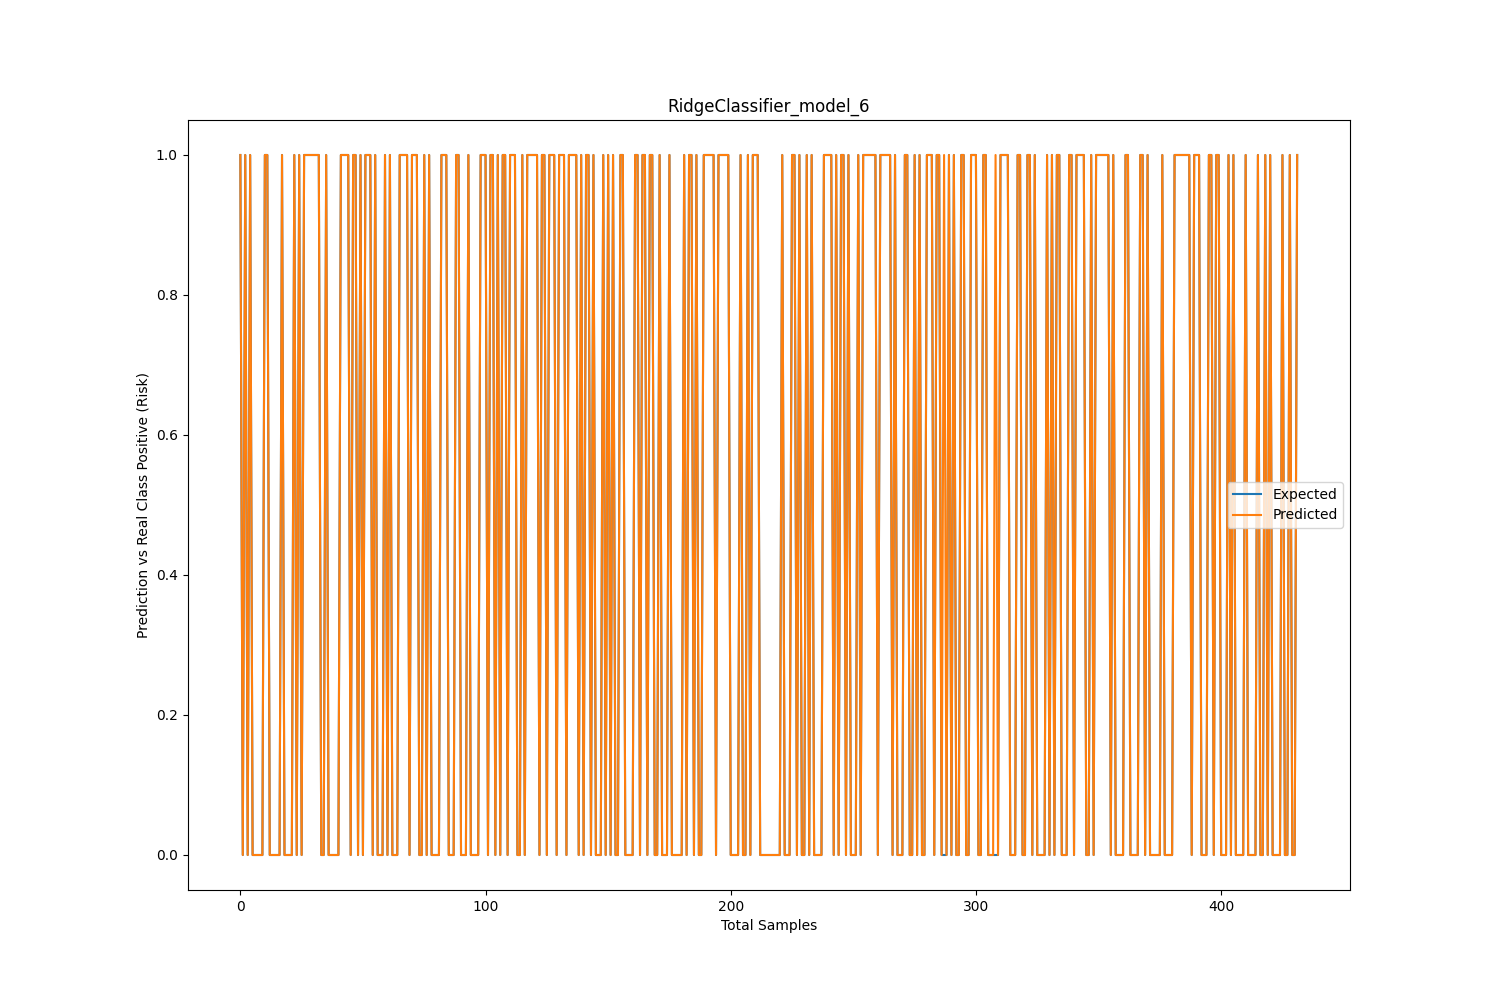 RidgeClassifier_model_6
1.0
0.8
0.6
0.4
0.2
0.0
Prediction vs Real Class Positive (Risk)
Expected
Predicted
0 100 200 300 400
Total Samples